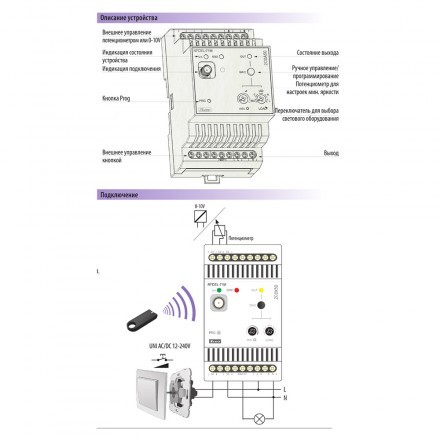 Описание устройства
Внешнее управление
потенциометром или 0-10V
Индикация состояния
устройства
Индикация подключения
Кнопка Prog
Внешнее управление
кнопкой
Состояние выхода
Ручное управление/
программирование
Потенциометр для
настроек мин. яркости
Переключатель для выбора
светового оборудования
Выход
Подключение
0-10V
Потенциометр
UNI AC/DC 12-240V
L
N